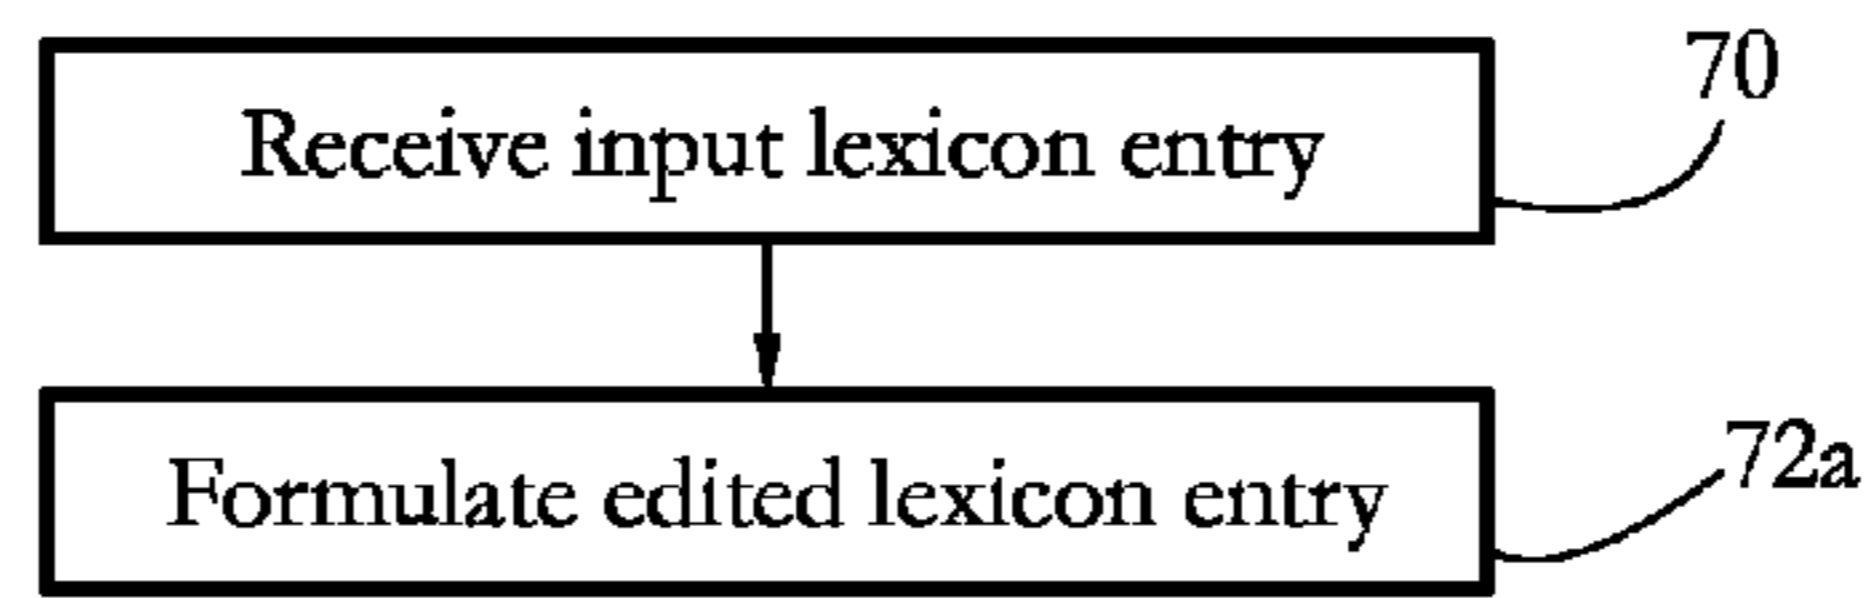 Receive input lexicon entry
70
Formulate edited lexicon entry
72a